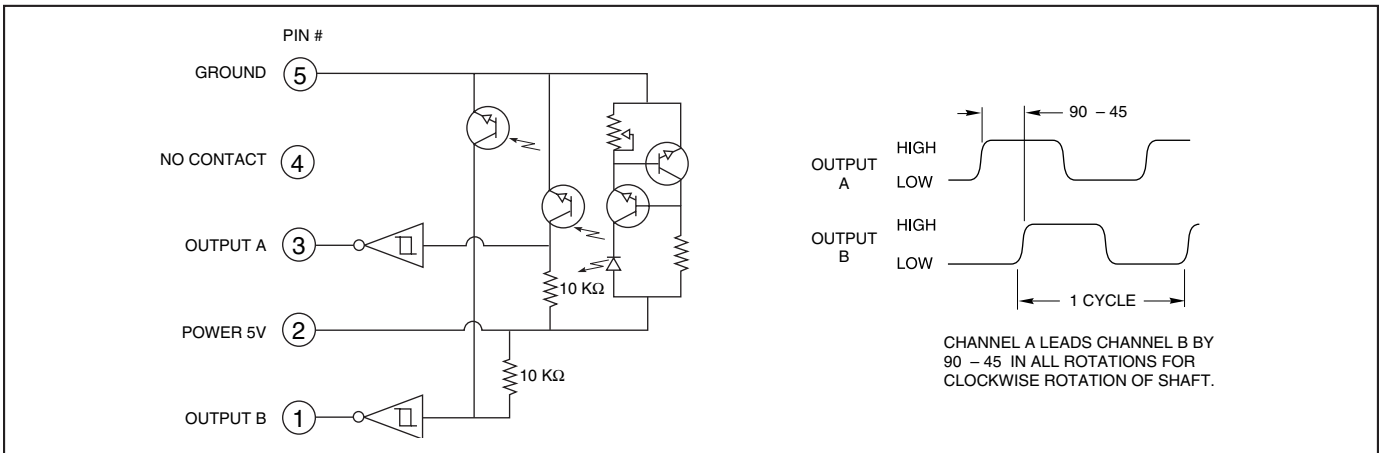 PIN #
GROUND 5
NO CONTACT 4
OUTPUT A 3
10 KΩ
POWER 5V 2
10 KΩ
OUTPUT B 1
90 – 45
OUTPUT
A
HIGH
LOW
OUTPUT
B
HIGH
LOW
1 CYCLE
CHANNEL A LEADS CHANNEL B BY
90 – 45 IN ALL ROTATIONS FOR
CLOCKWISE ROTATION OF SHAFT.